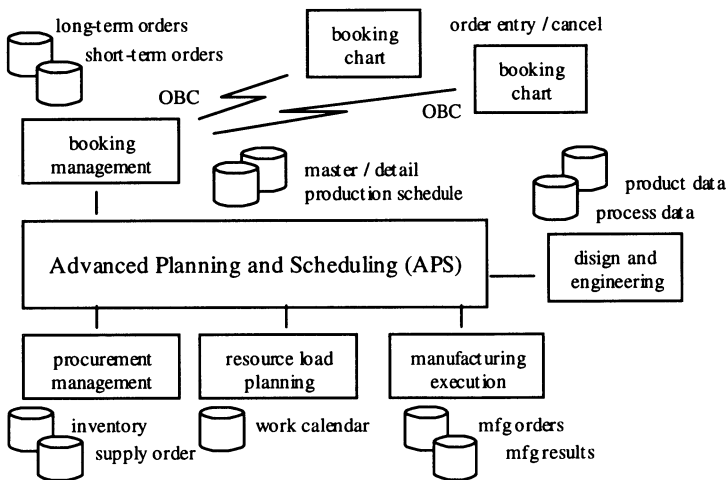 long-term orders
short-term orders
booking
chart
order entry / cancel
booking
chart
OBC
OBC
booking
management
master / detail
production schedule
product data
process data
Advanced Planning and Scheduling (APS)
disign and
engineering
procurement
management
resource load
planning
manufacturing
execution
inventory
supply order
work calendar
mfg orders
mfg results